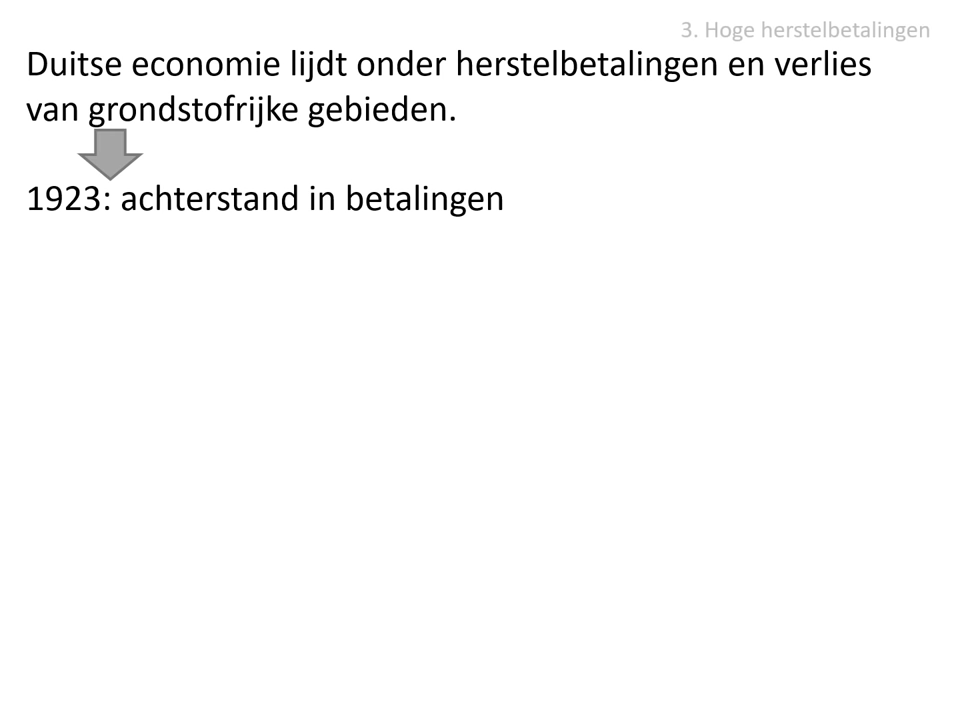 3. Hoge herstelbetalingen
Duitse economie lijdt onder herstelbetalingen en verlies
van grondstofrijke gebieden.
1923: achterstand in betalingen